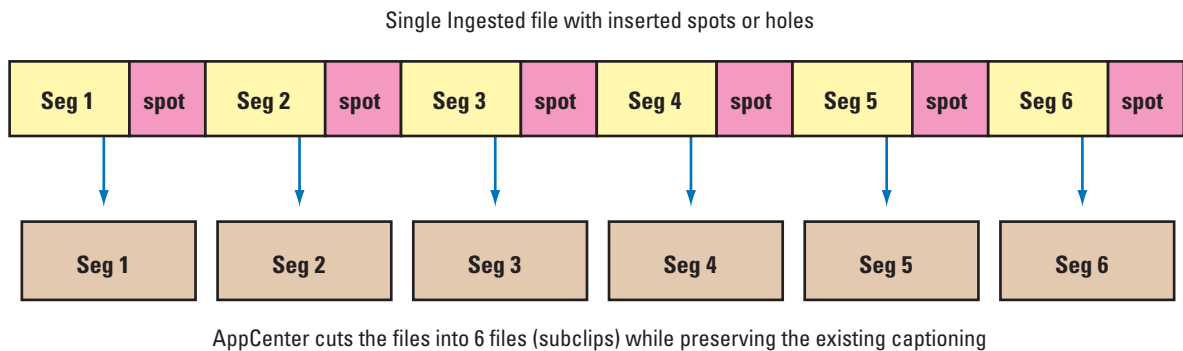 Single Ingested file with inserted spots or holes
Seg 1 spot Seg 2 spot Seg 3 spot Seg 4 spot Seg 5 spot Seg 6 spot
Seg 1 Seg 2 Seg 3 Seg 4 Seg 5 Seg 6
AppCenter cuts the files into 6 files (subclips) while preserving the existing captioning